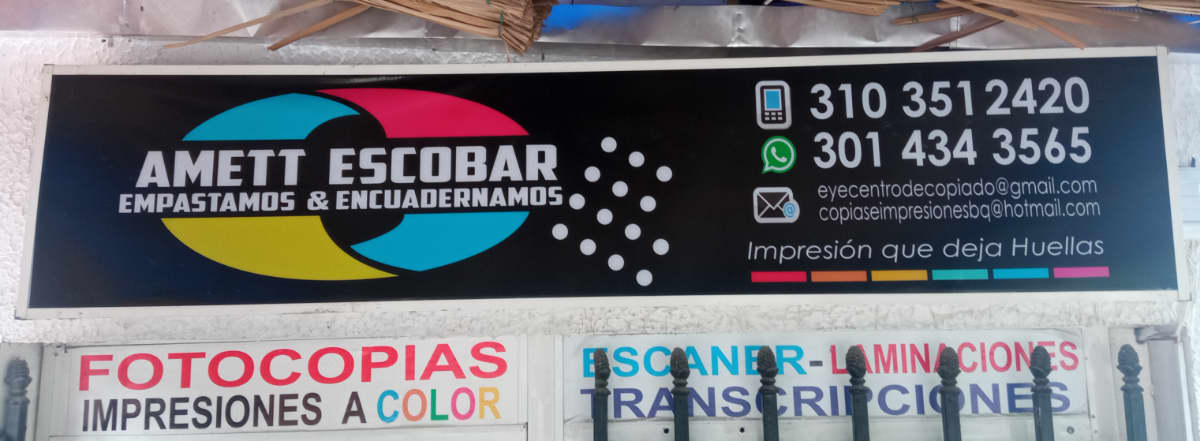 AMETT ESCOBAR
EMPASTAMOS & ENCUADERNAMOS
310 351 2420
301 434 3565
eyecentrodecopiado@gmail.com
copiaseimpresionesbq@hotmail.com
Impresión que deja Huellas
FOTOCOPIAS
IMPRESIONES A COLOR
ESCANER-LAMINACIONES
TRANSCRIPCIONES